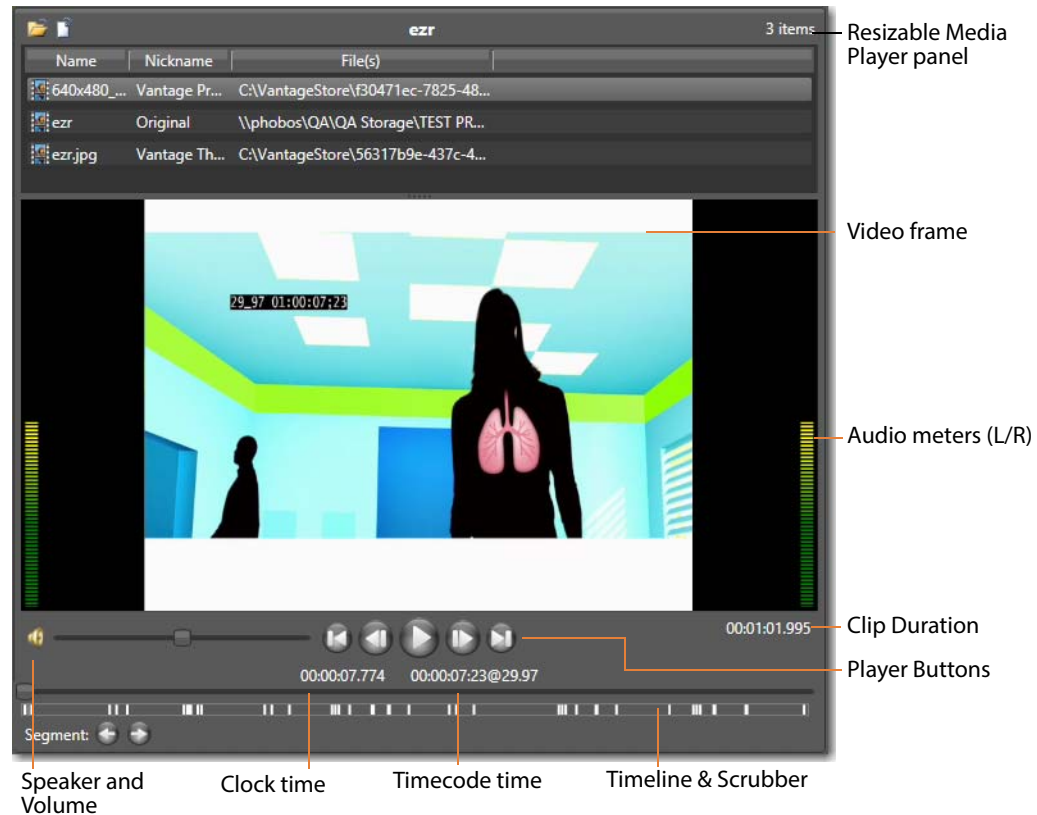 ezr
3 items
Resizable Media
Player panel
Name Nickname File(s)
640x480_... Vantage Pr... C:\VantageStore\f30471ec-7825-48...
ezr Original \\phobos\QA\QA Storage\TEST PR...
ezr.jpg Vantage Th... C:\VantageStore\56317b9e-437c-4...
Video frame
29_97 01:00:07;23
Audio meters (L/R)
00:01:01.995
Clip Duration
Player Buttons
00:00:07.774 00:00:07:23@29.97
Segment:
Speaker and
Volume
Clock time
Timecode time
Timeline & Scrubber